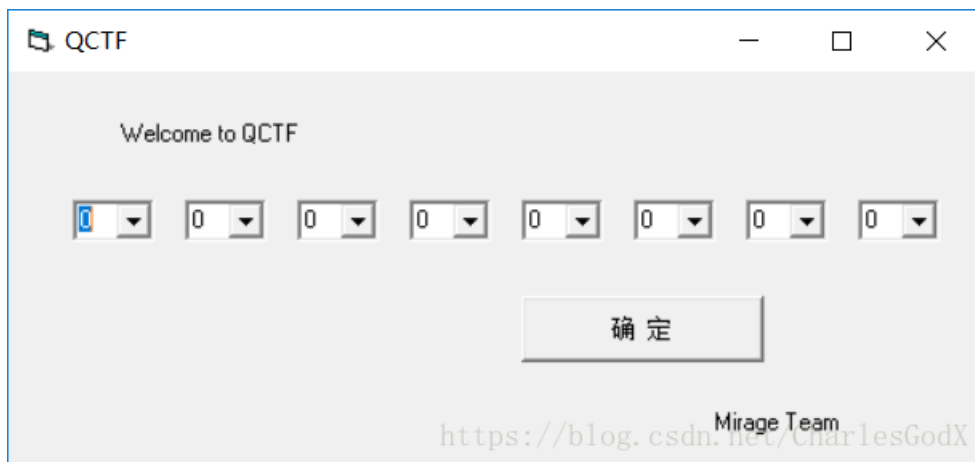 QCTF
Welcome to QCTF
0 0 0 0 0 0 0 0
确 定
Mirage Team
https://blog.csdn.net/CharlesGodX